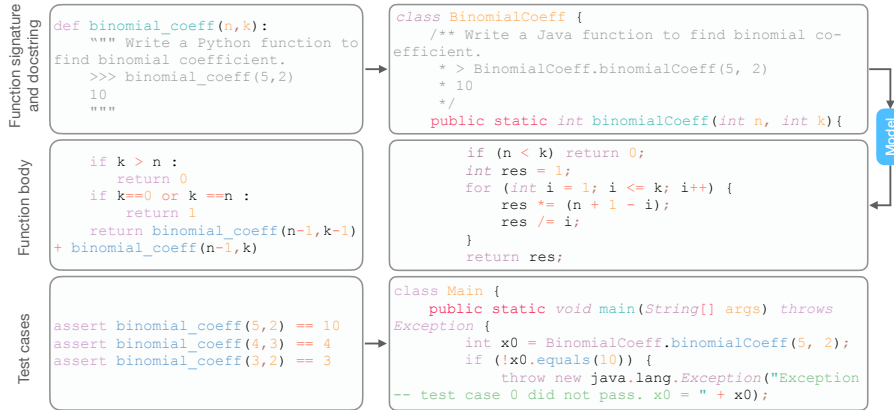 Function signature
and docstring
def binomial_coeff(n,k):
“"" Write a Python function to
find binomial coefficient.
>>> binomial_coeff(5,2)
10
"""
class BinomialCoeff {
/** Write a Java function to find binomial co-
efficient.
* > BinomialCoeff.binomialCoeff(5, 2)
* 10
*/
public static int binomialCoeff(int n, int k){
Model
Function body
if k > n :
return 0
if k==0 or k ==n :
return 1
return binomial_coeff(n-1,k-1)
+ binomial_coeff(n-1,k)
if (n < k) return 0;
int res = 1;
for (int i = 1; i <= k; i++) {
res *= (n + 1 - i);
res /= i;
}
return res;
Test cases
assert binomial_coeff(5,2) == 10
assert binomial_coeff(4,3) == 4
assert binomial_coeff(3,2) == 3
class Main {
public static void main(String[] args) throws
Exception {
int x0 = BinomialCoeff.binomialCoeff(5, 2);
if (!x0.equals(10)) {
throw new java.lang.Exception("Exception
-- test case 0 did not pass. x0 = " + x0);